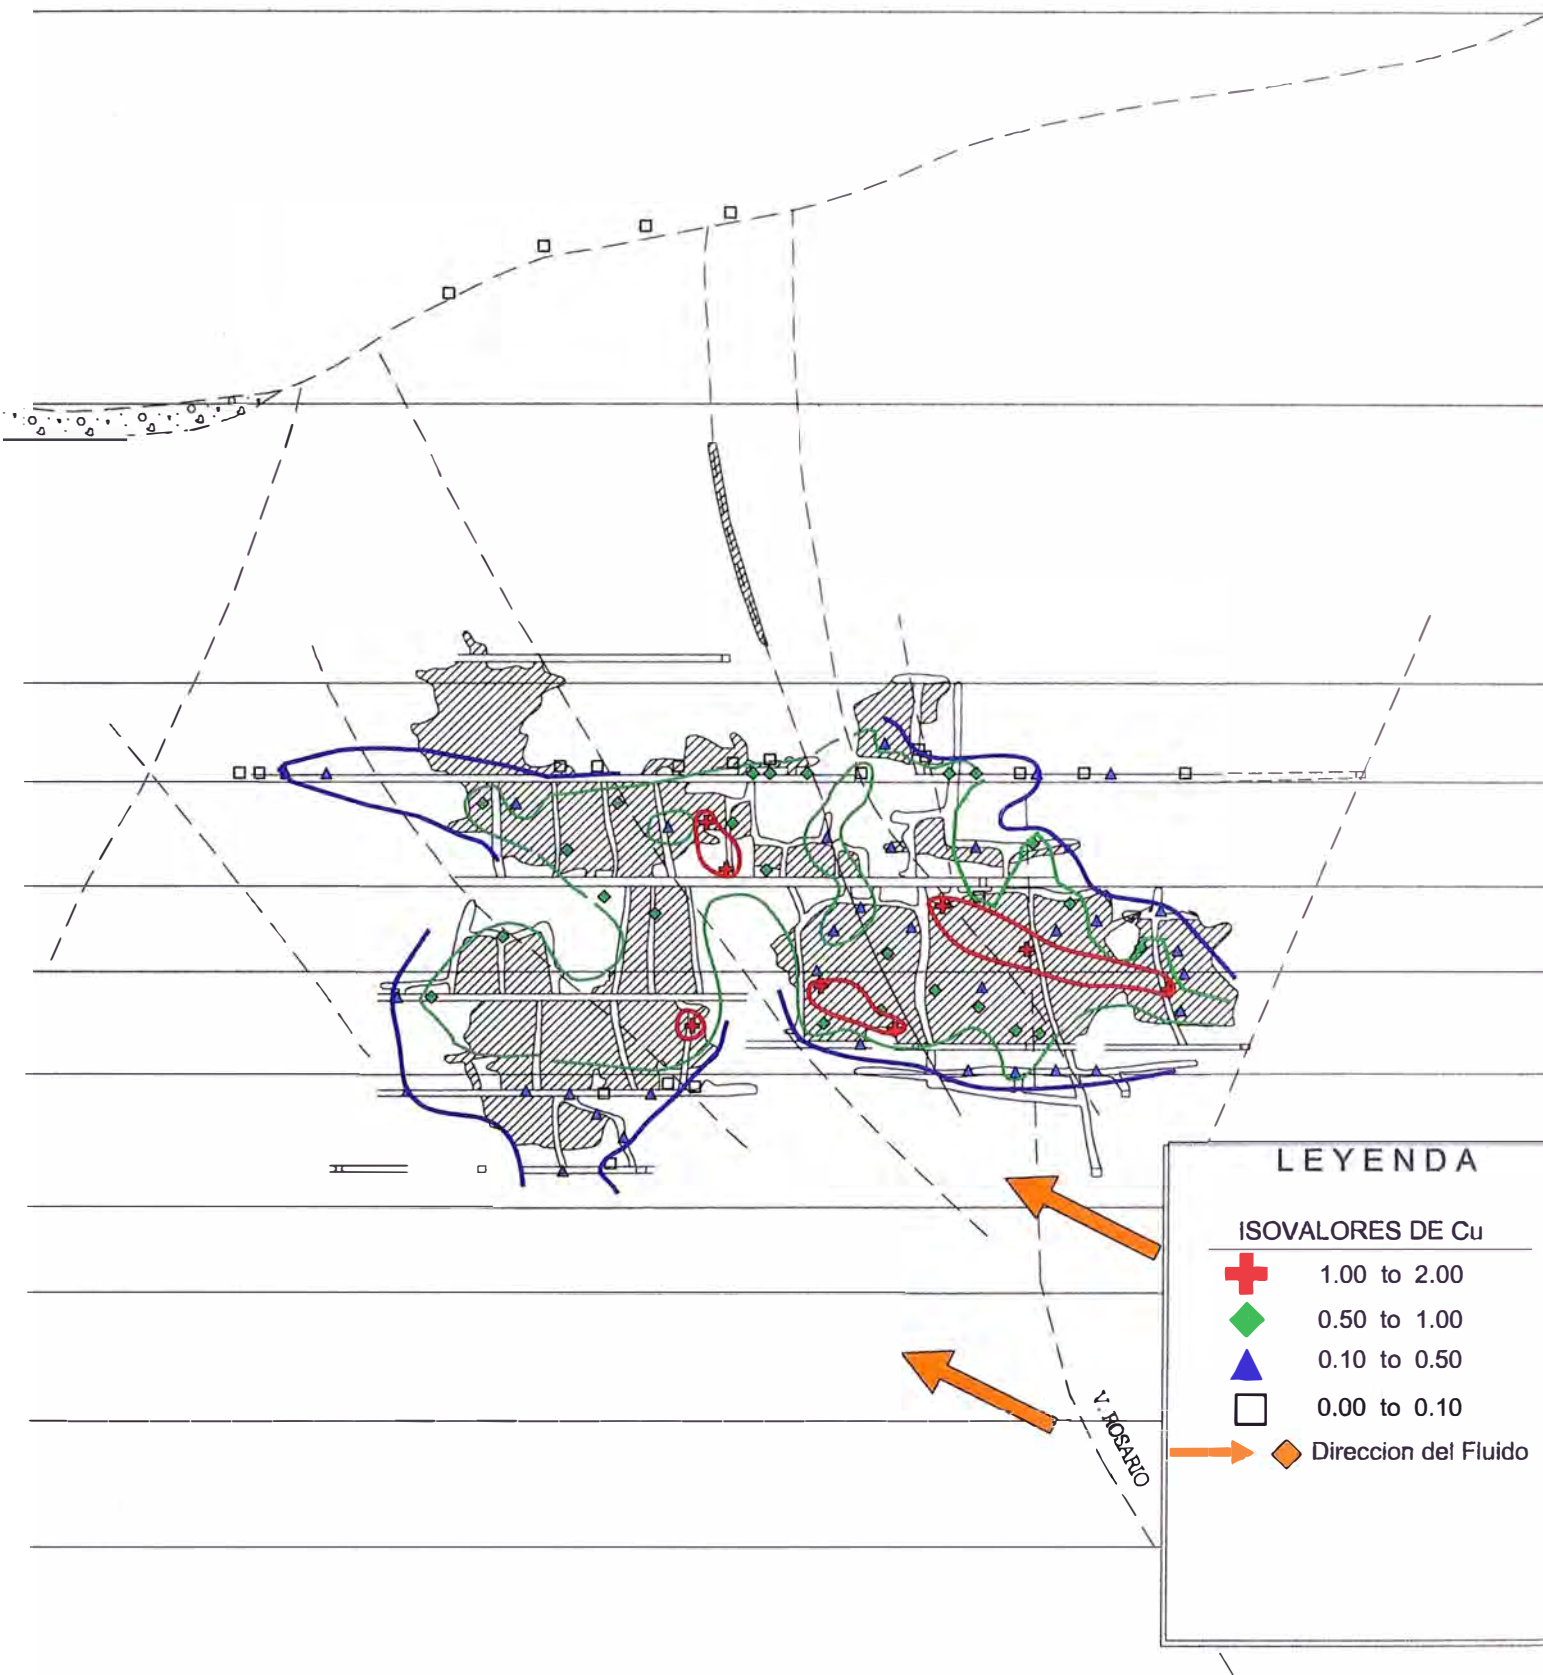 LEYENDA
ISOVALORES DE Cu
1.00 to 2.00
0.50 to 1.00
0.10 to 0.50
0.00 to 0.10
Direccion del Fluido
V. ROSARIO